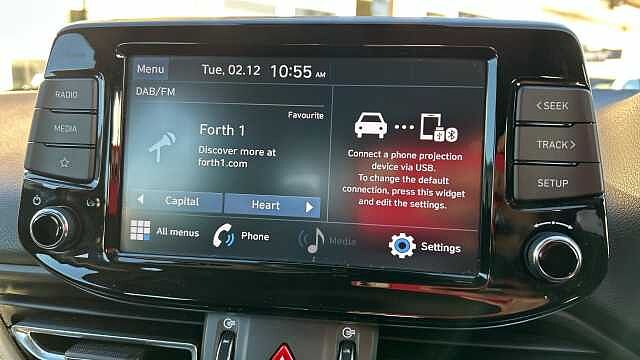 RADIO
MEDIA
Menu
Tue, 02.12 10:55 AM
DAB/FM
Favourite
Forth 1
Discover more at
forth1.com
Capital
Heart
Connect a phone projection
device via USB.
To change the default
connection, press this widget
and edit the settings.
All menus
Phone
Media
Settings
< SEEK
TRACK >
SETUP